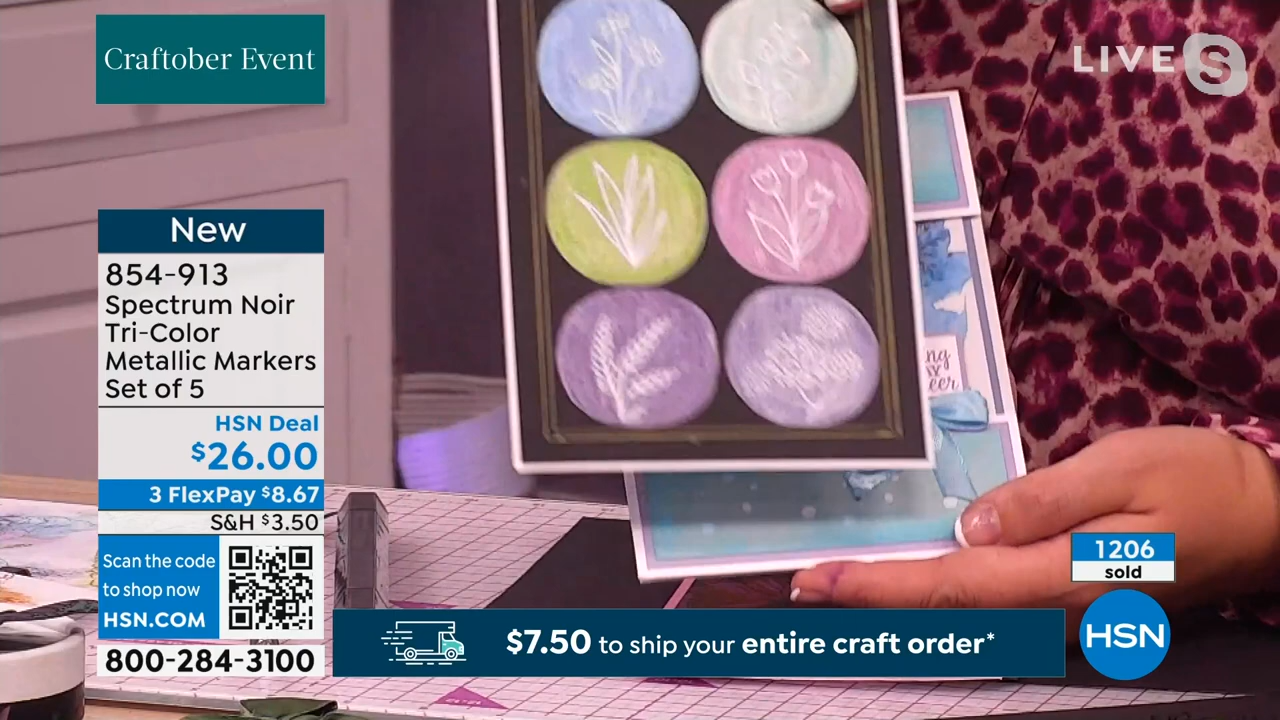 Craftober Event
LIVE S
New
854-913
Spectrum Noir
Tri-Color
Metallic Markers
Set of 5
HSN Deal
$26.00
3 FlexPay $8.67
S&H $3.50
Scan the code
to shop now
HSN.COM
800-284-3100
1206
sold
$7.50 to ship your entire craft order*
HSN